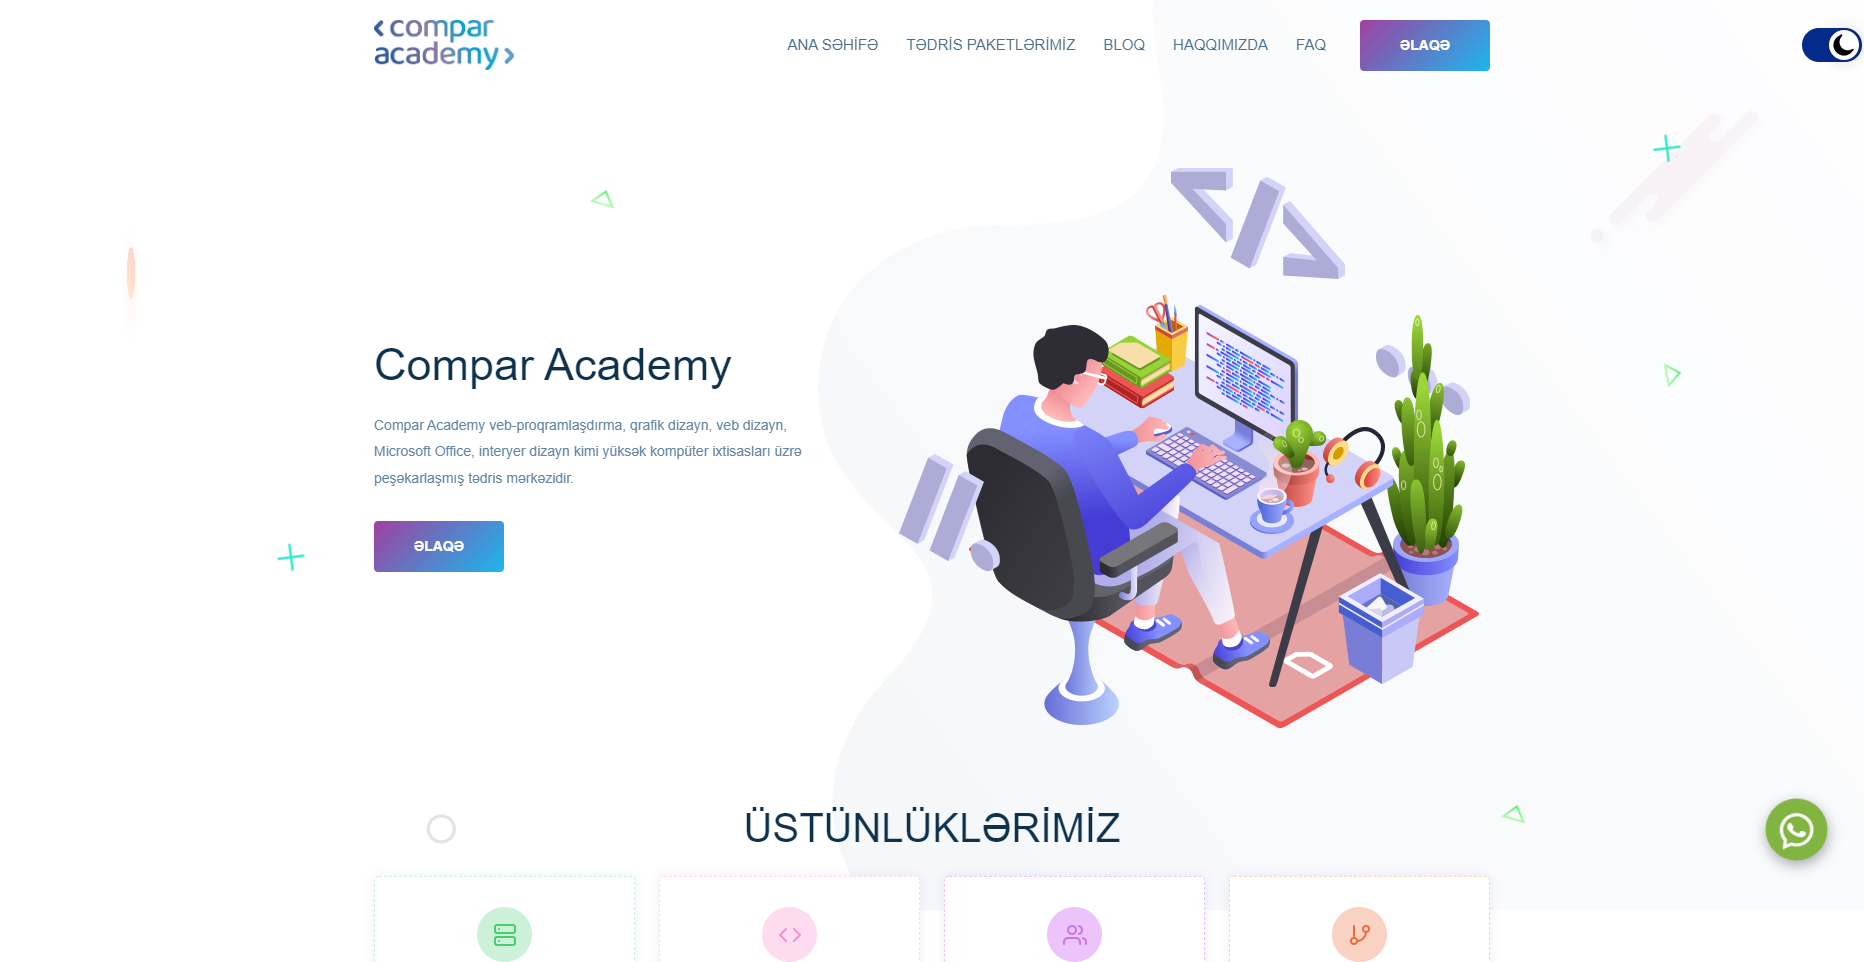 compar
academy
ANA SƏHİFƏ
TƏDRİS PAKETLƏRİMİZ
BLOQ
HAQQIMIZDA
FAQ
ƏLAQƏ
Compar Academy
Compar Academy veb-proqramlaşdırma, qrafik dizayn, veb dizayn,
Microsoft Office, interyer dizayn kimi yüksək kompüter ixtisasları üzrə
peşəkarlaşmış tədris mərkəzidir.
ƏLAQƏ
ÜSTÜNLÜKLƏRİMİZ